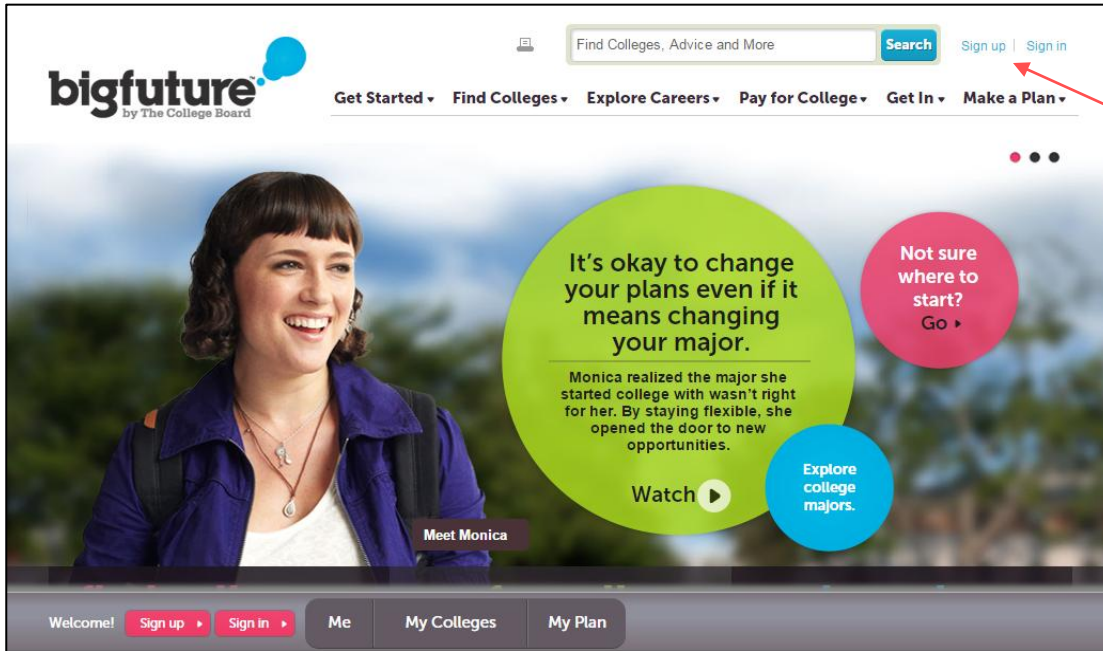 Find Colleges, Advice and More Search Sign up | Sign in
bigfuture™
by The College Board
Get Started Find Colleges Explore Careers Pay for College Get In Make a Plan
It's okay to change
your plans even if it
means changing
your major.
Monica realized the major she
started college with wasn't right
for her. By staying flexible, she
opened the door to new
opportunities.
Watch
Not sure
where to
start?
Go
Explore
college
majors.
Meet Monica
Welcome! Sign up Sign in Me My Colleges My Plan